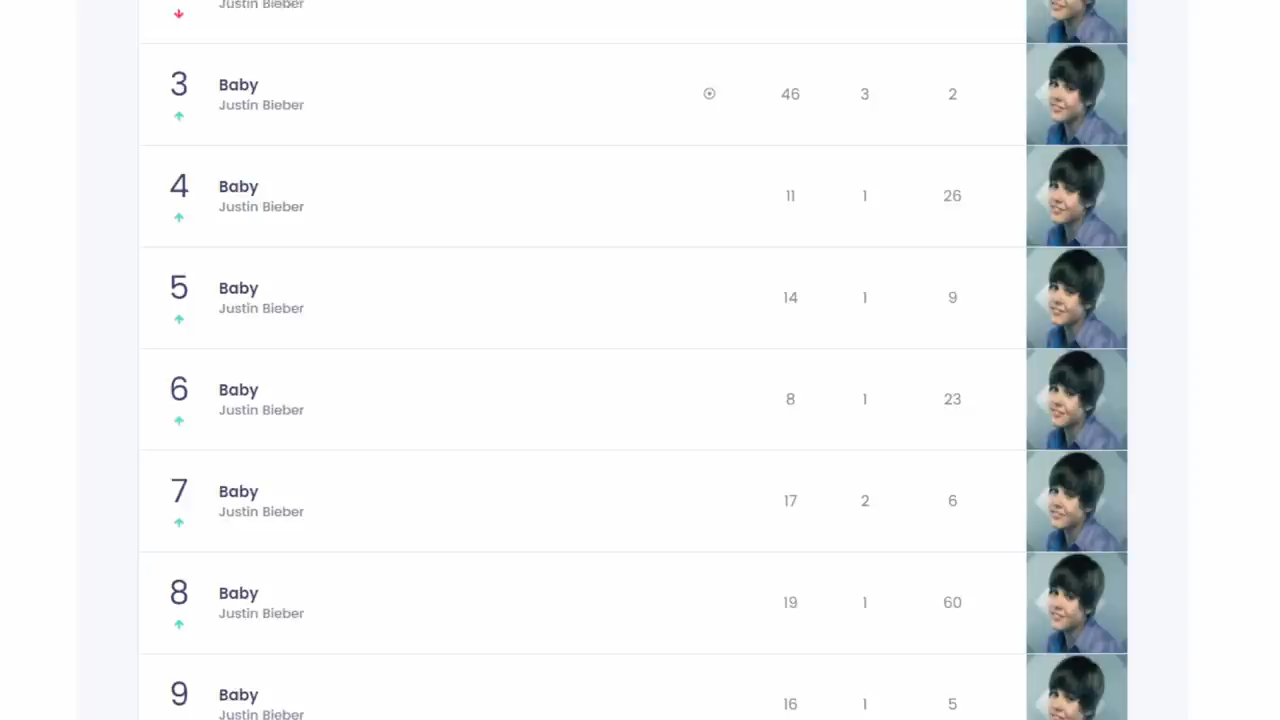 Justin Bieber
3
Baby
Justin Bieber
46 3 2
4
Baby
Justin Bieber
11 1 26
5
Baby
Justin Bieber
14 1 9
6
Baby
Justin Bieber
8 1 23
7
Baby
Justin Bieber
17 2 6
8
Baby
Justin Bieber
19 1 60
9
Baby
Justin Bieber
16 1 5